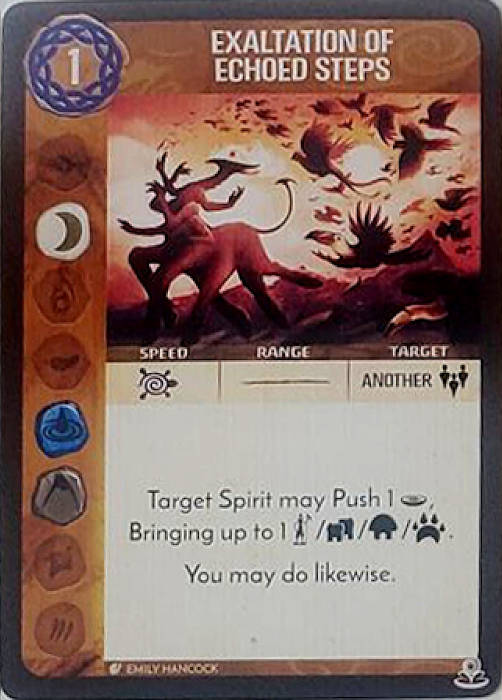 1
EXALTATION OF
ECHOED STEPS
SPEED RANGE TARGET
ANOTHER
Target Spirit may Push 1 ,
Bringing up to 1 / / / .
You may do likewise.
EMILY HANCOCK